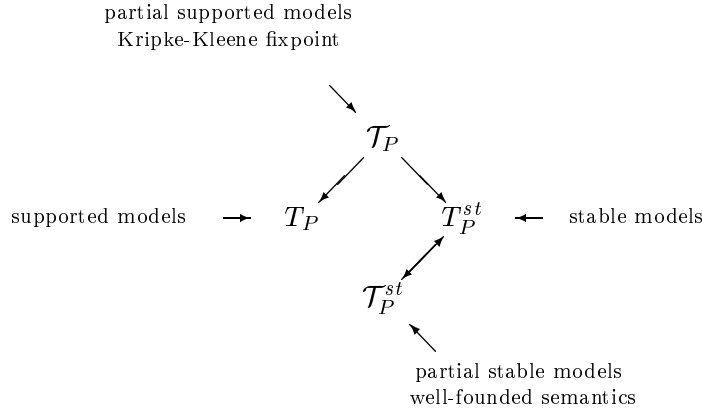 partial supported models
Kripke-Kleene fixpoint
𝒯_P
supported models
T_P
T_P^{st}
stable models
𝒯_P^{st}
partial stable models
well-founded semantics